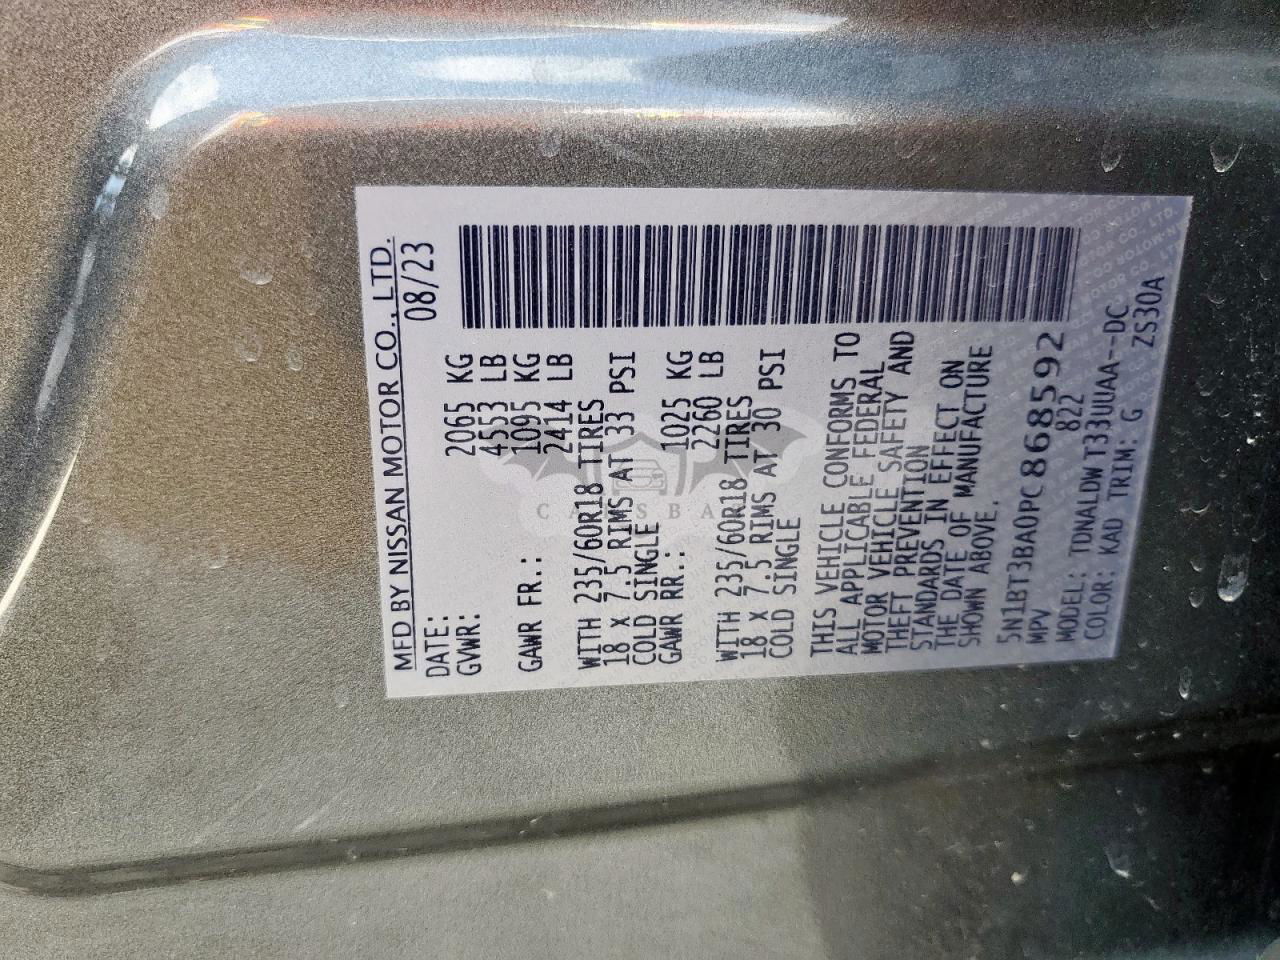 MFD BY NISSAN MOTOR CO., LTD.
DATE: 08/23
GVWR: 2065 KG
4553 LB
GAWR FR.: 1095 KG
2414 LB
WITH 235/60R18 TIRES
18 X 7.5 RIMS AT 33 PSI
COLD SINGLE
GAWR RR.: 1025 KG
2260 LB
WITH 235/60R18 TIRES
18 X 7.5 RIMS AT 30 PSI
COLD SINGLE
THIS VEHICLE CONFORMS TO
ALL APPLICABLE FEDERAL
MOTOR VEHICLE SAFETY AND
THEFT PREVENTION
STANDARDS IN EFFECT ON
THE DATE OF MANUFACTURE
SHOWN ABOVE.
5N1BT3BA0PC868592
MPV 822
MODEL: TDNALDWT33UUAA--DC
COLOR: KAD TRIM: G ZS30A